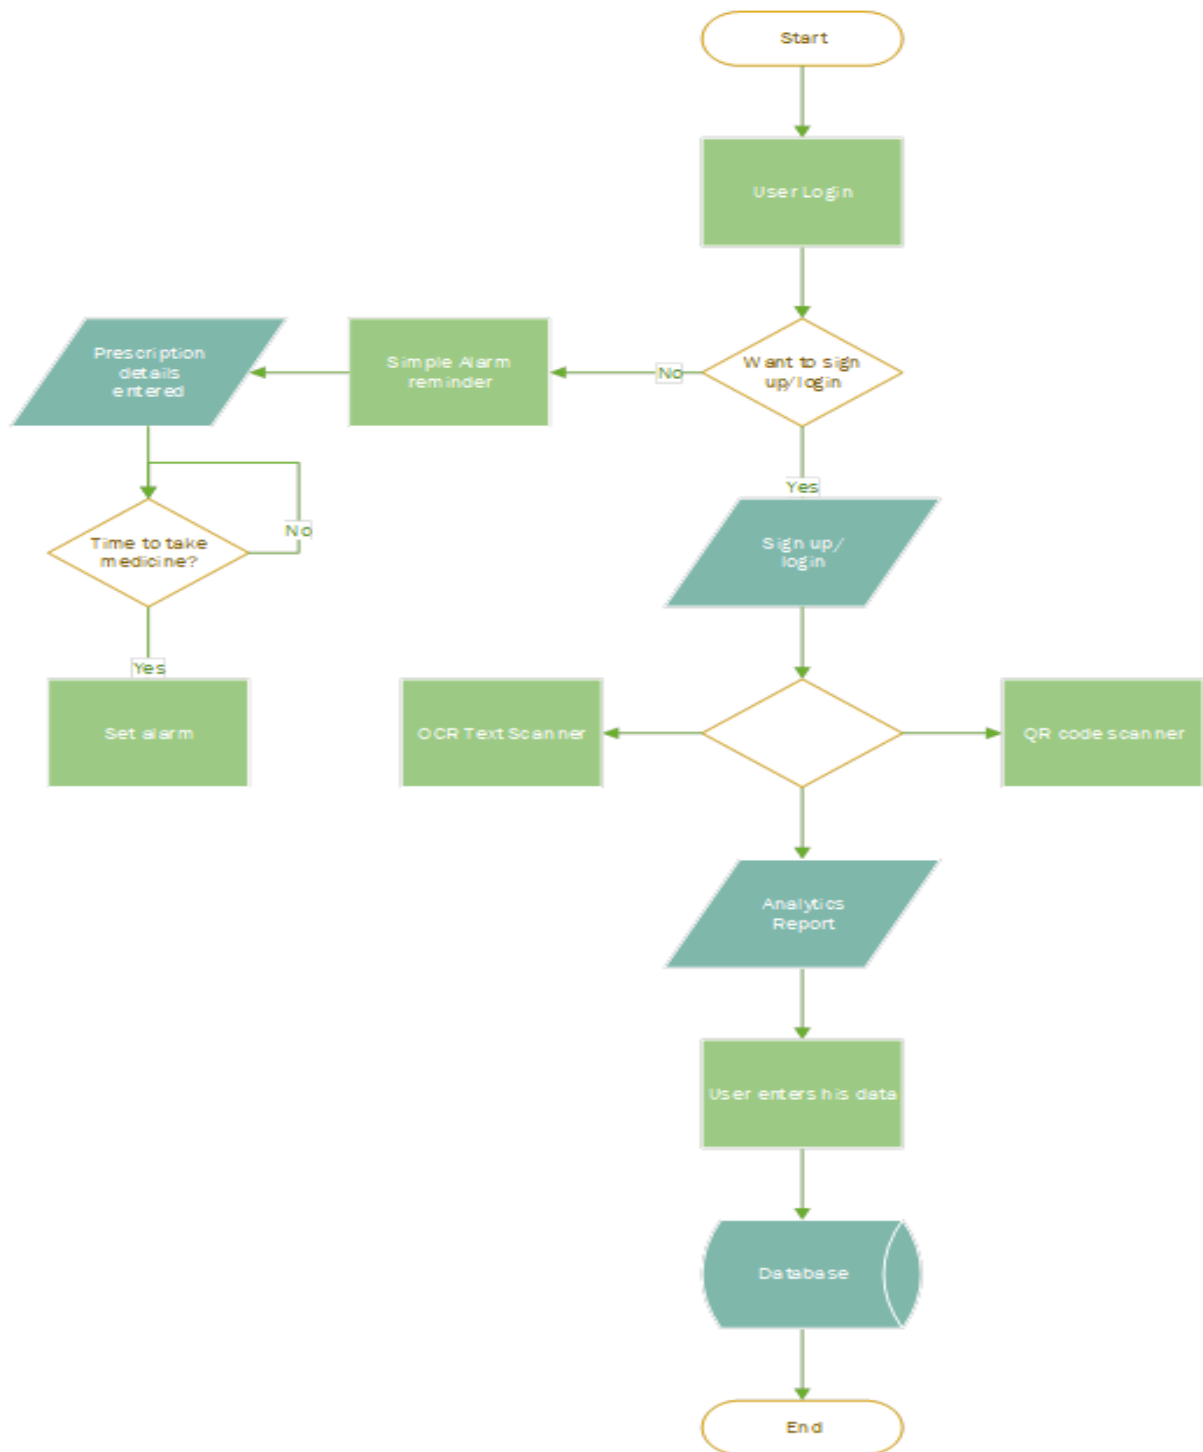 Start
User Login
Want to sign
up/login
No
Simple Alarm
reminder
Prescription
details
entered
Time to take
medicine?
No
Yes
Set alarm
Yes
Sign up/
login
OCR Text Scanner
QR code scanner
Analytics
Report
User enters his data
Database
End